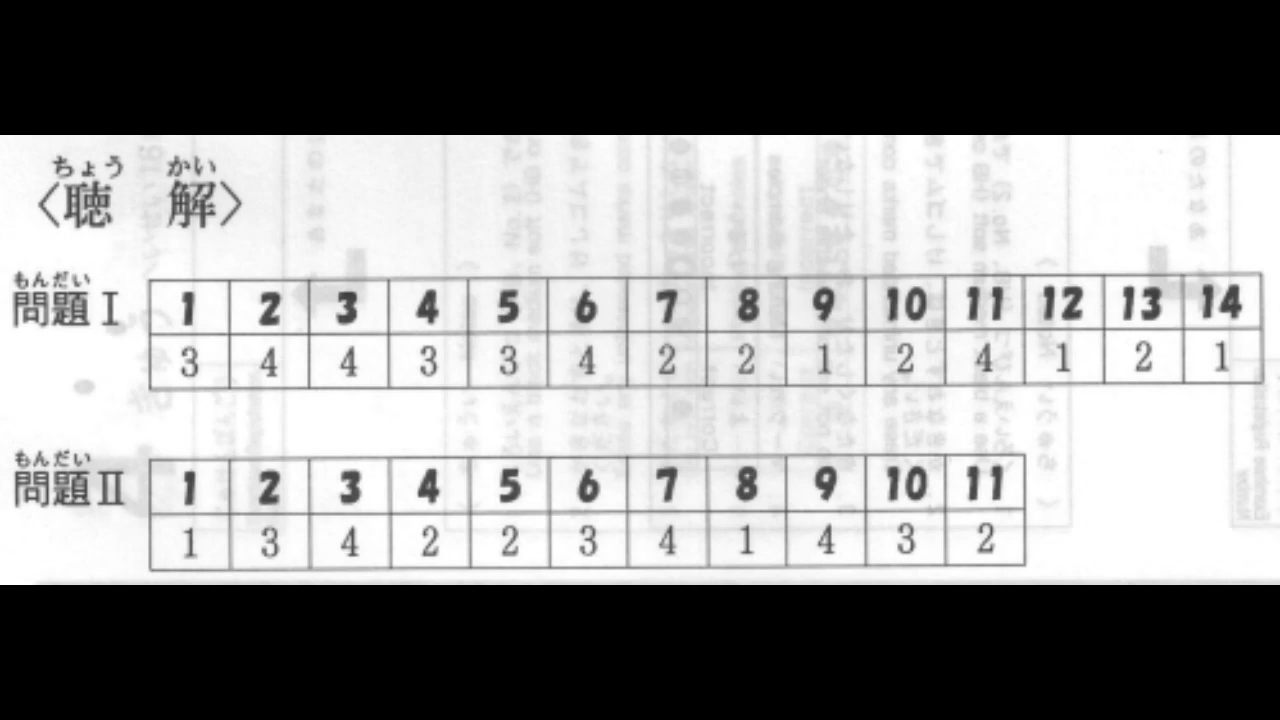 ちょう かい
〈聴 解〉
もんだい
問題Ⅰ 1 2 3 4 5 6 7 8 9 10 11 12 13 14
3 4 4 3 3 4 2 2 1 2 4 1 2 1
もんだい
問題Ⅱ 1 2 3 4 5 6 7 8 9 10 11
1 3 4 2 2 3 4 1 4 3 2